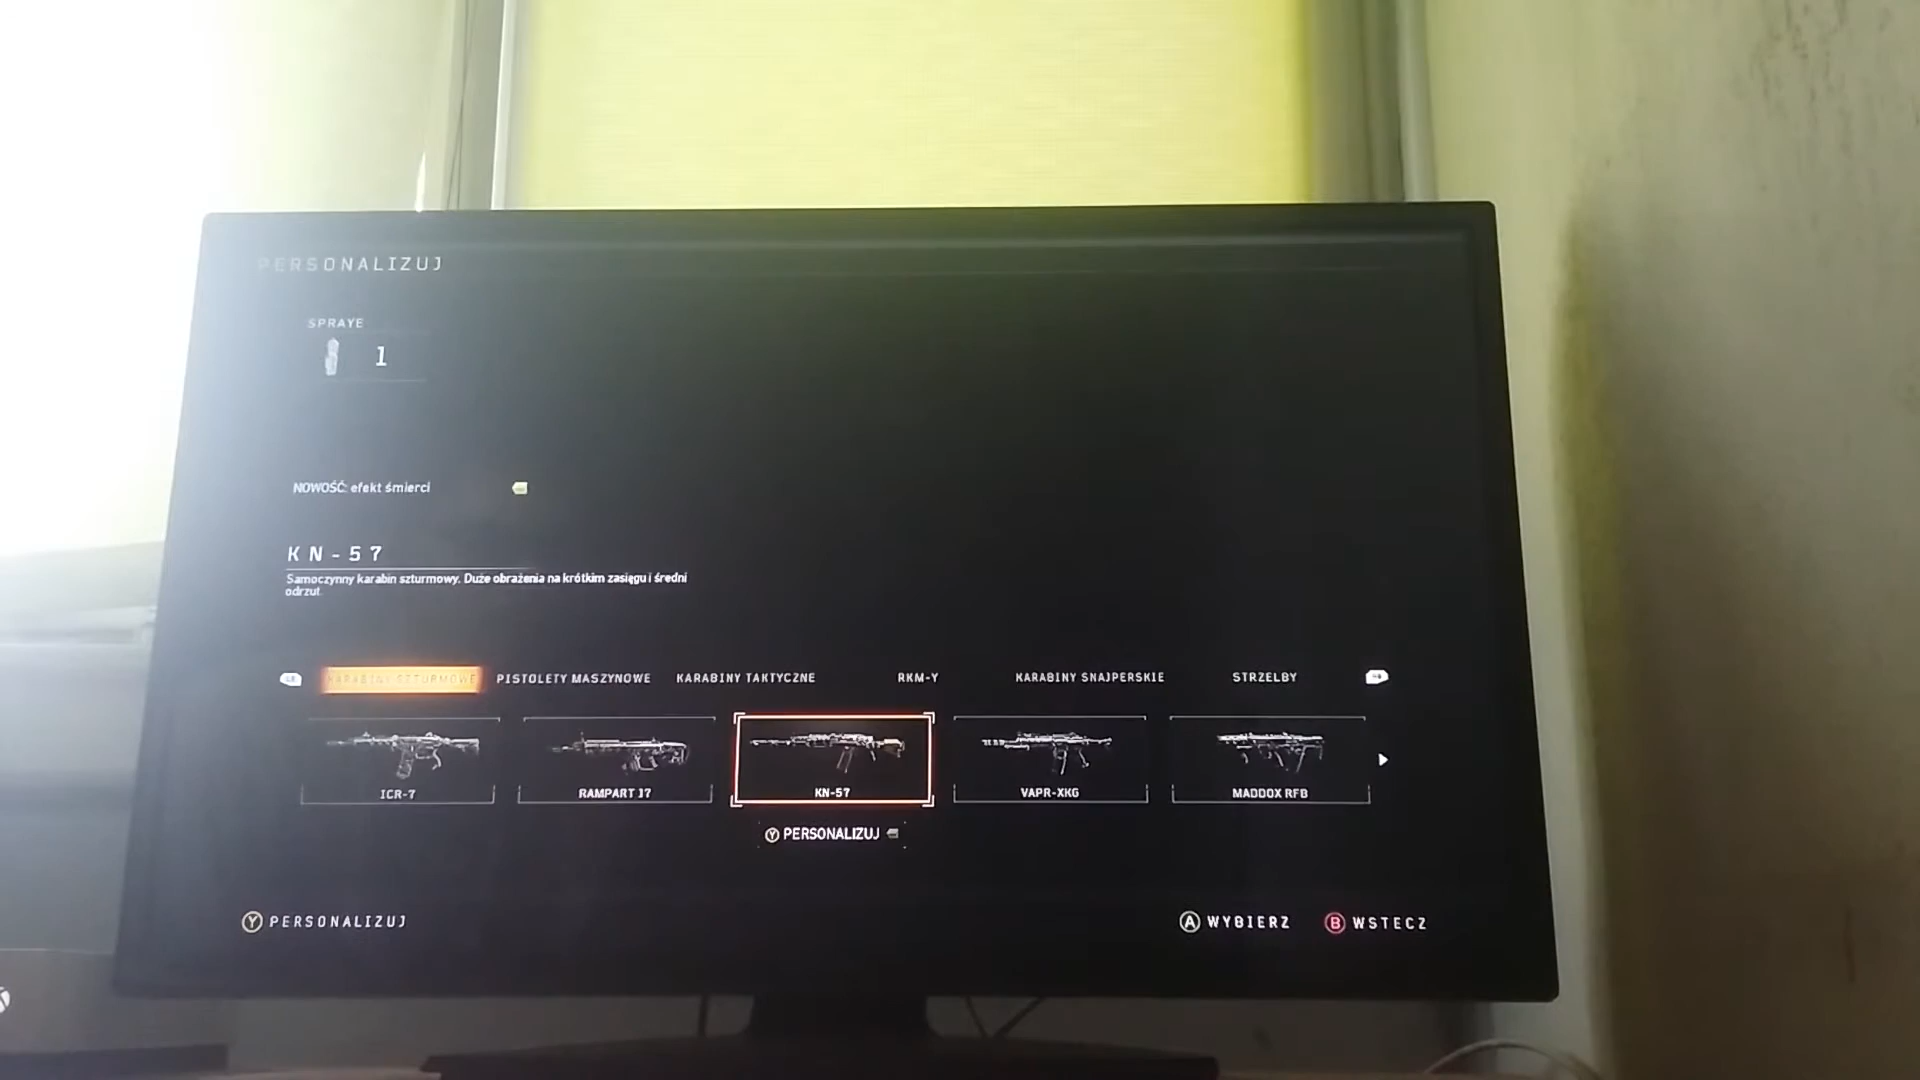 PERSONALIZUJ
SPRAYE
1
NOWOŚĆ: efekt śmierci
KN-57
Samoczynny karabin szturmowy. Duże obrażenia na krótkim zasięgu i średni
odrzut.
KARABINY SZTURMOWE PISTOLETY MASZYNOWE KARABINY TAKTYCZNE RKM-Y KARABINY SNAJPERSKIE STRZELBY
ICR-7 RAMPART 17 KN-57 VAPR-XKG MADDOX RFB
Y PERSONALIZUJ
Y PERSONALIZUJ A WYBIERZ B WSTECZ